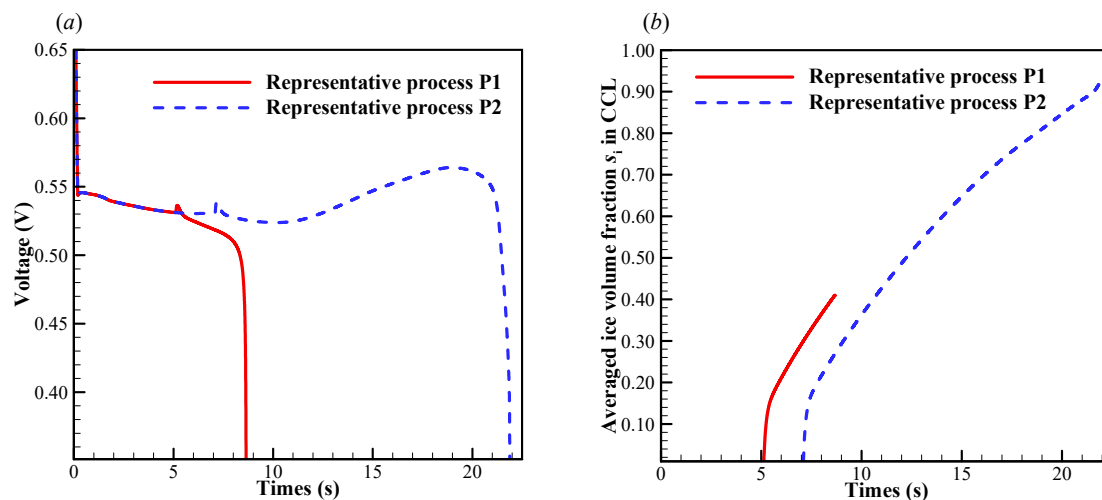 (a)
0.65
0.60
0.55
0.50
0.45
0.40
Voltage (V)
Representative process P1
Representative process P2
0
5
10
15
20
Times (s)
(b)
1.00
0.90
0.80
0.70
0.60
0.50
0.40
0.30
0.20
0.10
Averaged ice volume fraction si in CCL
Representative process P1
Representative process P2
0
5
10
15
20
Times (s)